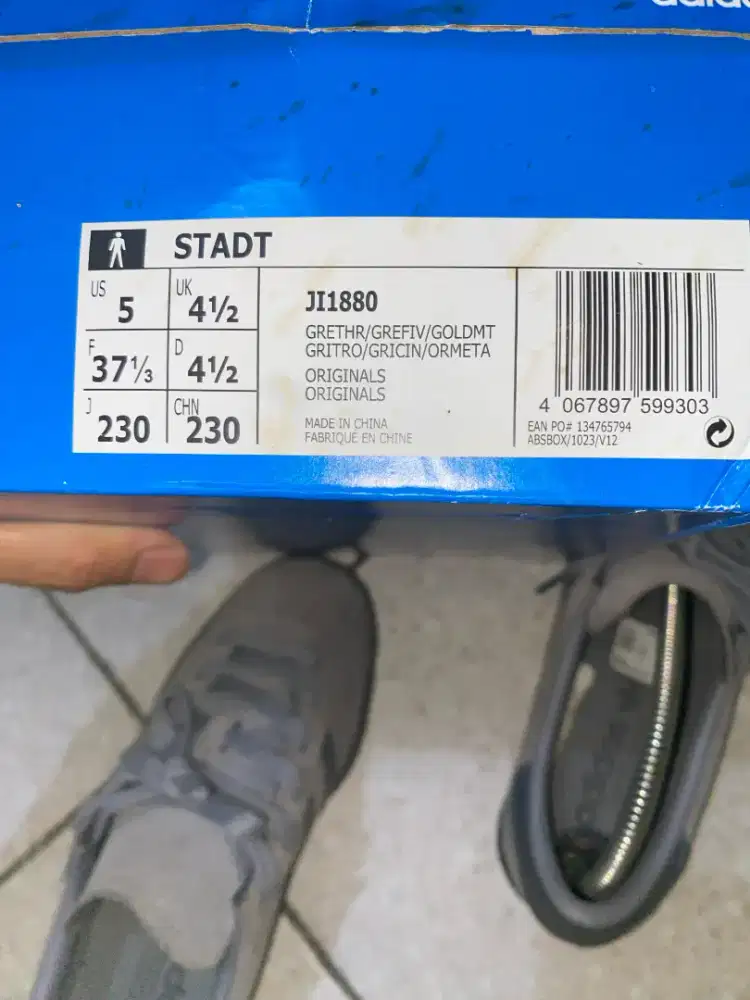 adidas
STADT
US 5
UK 4½
F 37⅓
D 4½
J 230
CHN 230
JI1880
GRETHR/GREFIV/GOLDMT
GRITRO/GRICIN/ORMETA
ORIGINALS
ORIGINALS
MADE IN CHINA
FABRIQUÉ EN CHINE
4 067897 599303
EAN PO# 134765794
ABSBOX/1023/V12